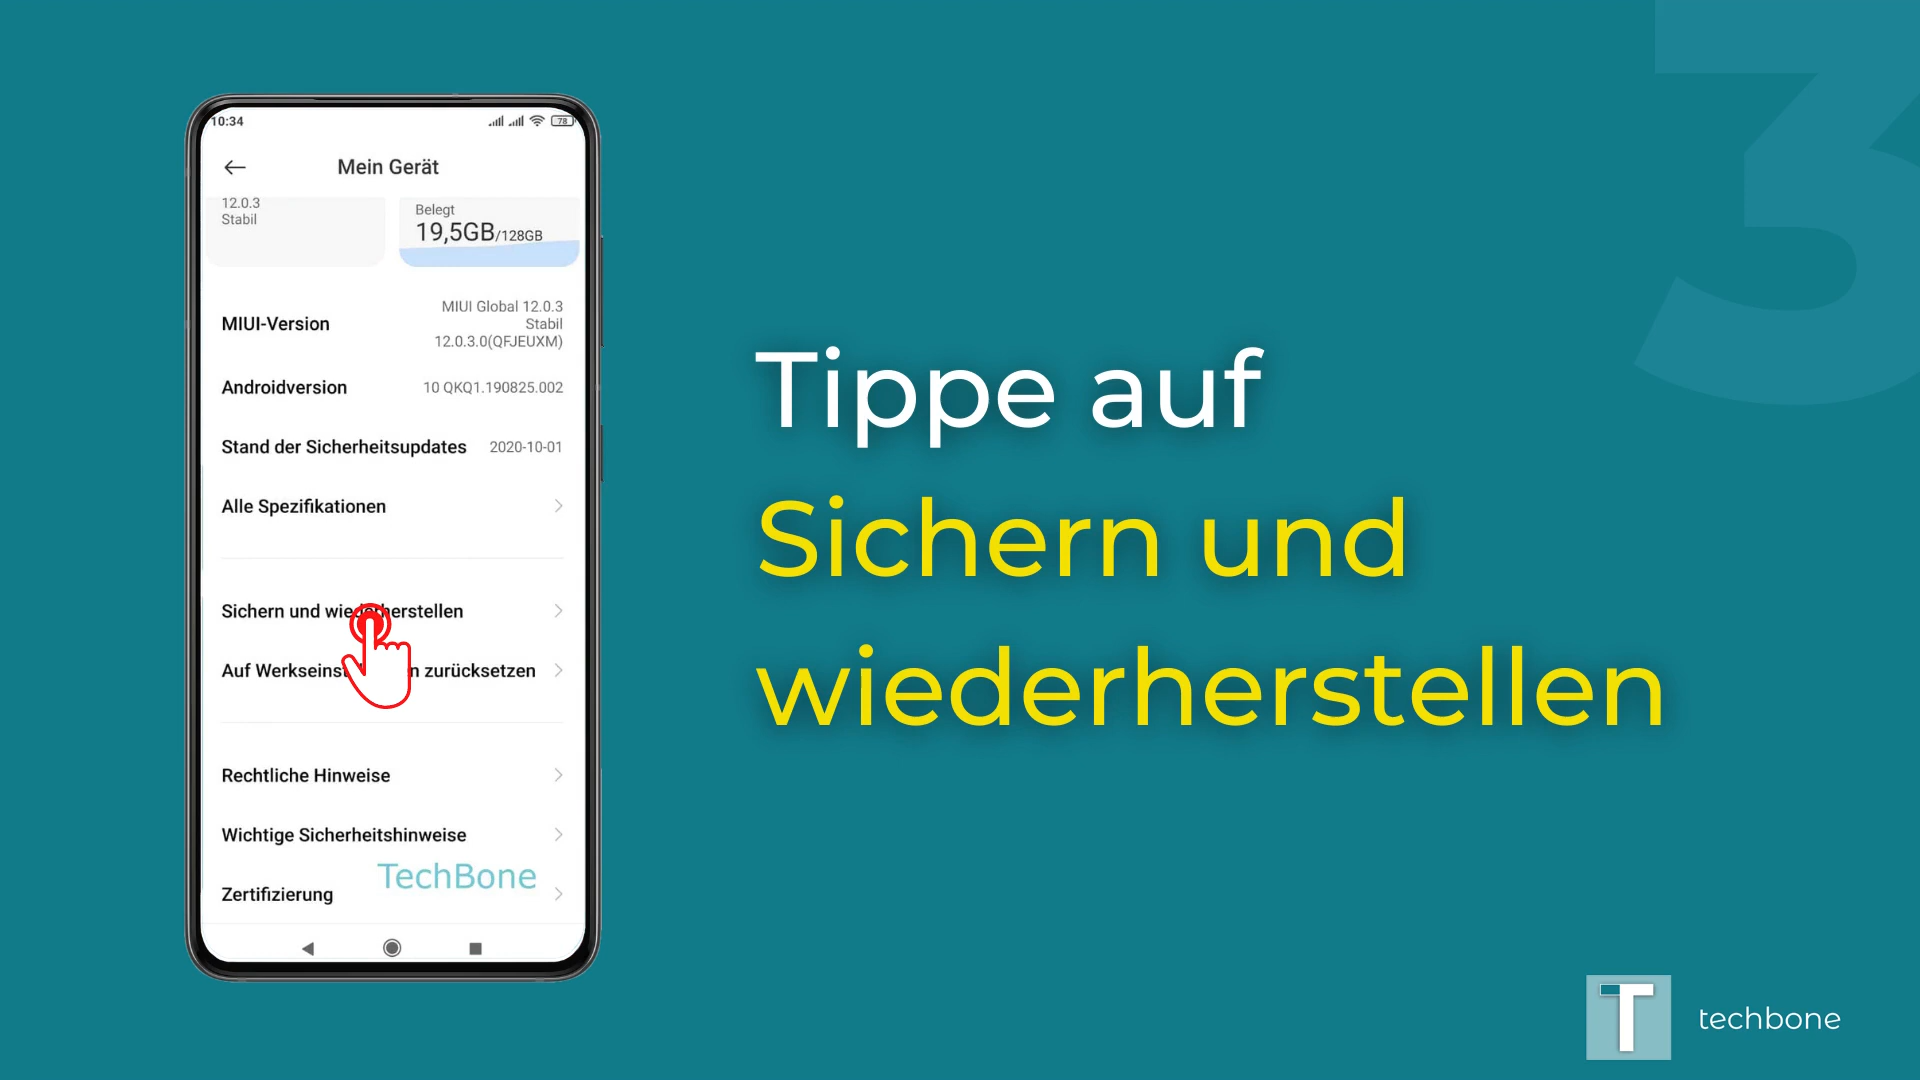 3
10:34
78
Mein Gerät
12.0.3
Stabil
Belegt
19,5GB/128GB
MIUI-Version
MIUI Global 12.0.3
Stabil
12.0.3.0(QFJEUXM)
Androidversion 10 QKQ1.190825.002
Stand der Sicherheitsupdates 2020-10-01
Alle Spezifikationen
Sichern und wiederherstellen
Auf Werkseinst n zurücksetzen
Rechtliche Hinweise
Wichtige Sicherheitshinweise
TechBone
Zertifizierung
Tippe auf
Sichern und
wiederherstellen
T techbone